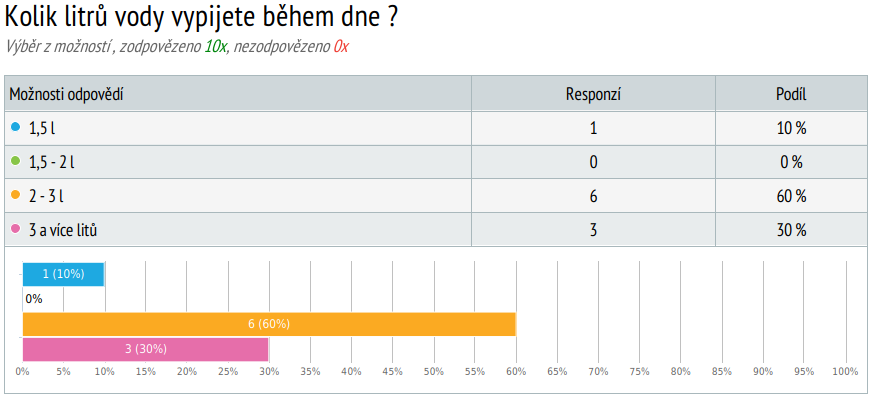 Kolik litrů vody vypijete během dne ?
Výběr z možností , zodpovězeno 10x, nezodpovězeno 0x
Možnosti odpovědí Responzí Podíl
1,5 l 1 10 %
1,5 - 2 l 0 0 %
2 - 3 l 6 60 %
3 a více litů 3 30 %
1 (10%)
0%
6 (60%)
3 (30%)
0% 5% 10% 15% 20% 25% 30% 35% 40% 45% 50% 55% 60% 65% 70% 75% 80% 85% 90% 95% 100%